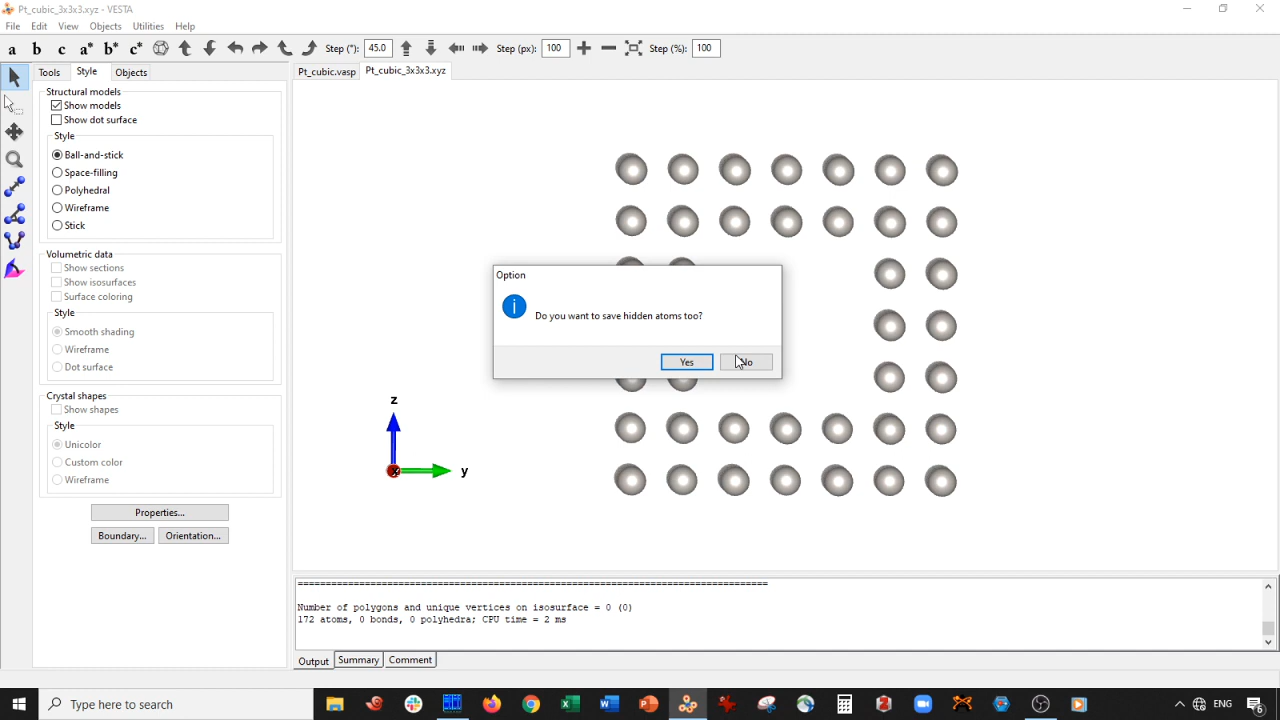 Pt_cubic_3x3x3.xyz - VESTA
File Edit View Objects Utilities Help
a b c a* b* c* Step (°): 45.0 Step (px): 100 Step (%): 100
Tools Style Objects
Pt_cubic.vasp Pt_cubic_3x3x3.xyz
Structural models
Show models
Show dot surface
Style
Ball-and-stick
Space-filling
Polyhedral
Wireframe
Stick
Volumetric data
Show sections
Show isosurfaces
Surface coloring
Style
Smooth shading
Wireframe
Dot surface
Crystal shapes
Show shapes
Style
Unicolor
Custom color
Wireframe
Properties...
Boundary... Orientation...
Option
Do you want to save hidden atoms too?
Yes No
z
y
x
================================================================================
Number of polygons and unique vertices on isosurface = 0 (0)
172 atoms, 0 bonds, 0 polyhedra; CPU time = 2 ms
Output Summary Comment
Type here to search
ENG
6